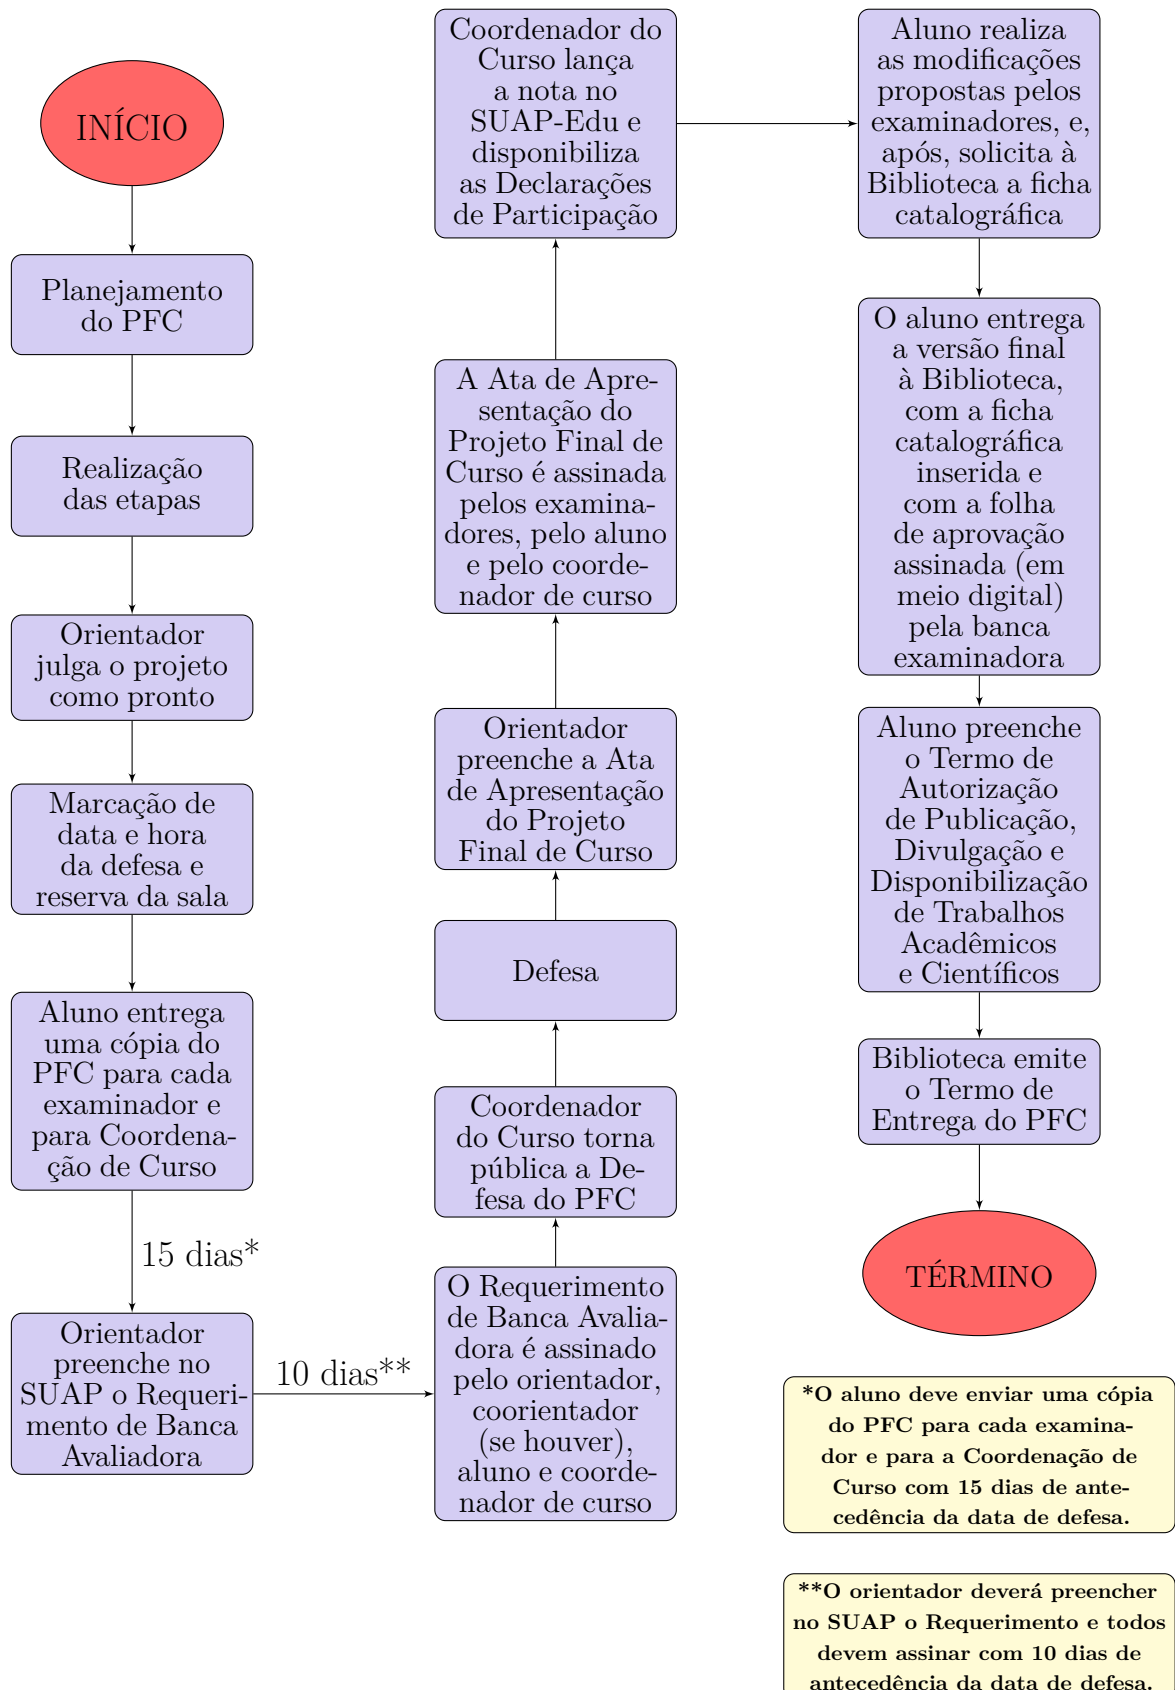 INÍCIO
Planejamento
do PFC
Realização
das etapas
Orientador
julga o projeto
como pronto
Marcação de
data e hora
da defesa e
reserva da sala
Aluno entrega
uma cópia do
PFC para cada
examinador e
para Coordena-
ção de Curso
15 dias*
Orientador
preenche no
SUAP o Requeri-
mento de Banca
Avaliadora
10 dias**
O Requerimento
de Banca Avalia-
dora é assinado
pelo orientador,
coorientador
(se houver),
aluno e coorde-
nador de curso
Coordenador
do Curso torna
pública a De-
fesa do PFC
Defesa
Orientador
preenche a Ata
de Apresentação
do Projeto
Final de Curso
A Ata de Apre-
sentação do
Projeto Final de
Curso é assinada
pelos examina-
dores, pelo aluno
e pelo coorde-
nador de curso
Coordenador do
Curso lança
a nota no
SUAP-Edu e
disponibiliza
as Declarações
de Participação
Aluno realiza
as modificações
propostas pelos
examinadores, e,
após, solicita à
Biblioteca a ficha
catalográfica
O aluno entrega
a versão final
à Biblioteca,
com a ficha
catalográfica
inserida e
com a folha
de aprovação
assinada (em
meio digital)
pela banca
examinadora
Aluno preenche
o Termo de
Autorização
de Publicação,
Divulgação e
Disponibilização
de Trabalhos
Acadêmicos
e Científicos
Biblioteca emite
o Termo de
Entrega do PFC
TÉRMINO
*O aluno deve enviar uma cópia
do PFC para cada examina-
dor e para a Coordenação de
Curso com 15 dias de ante-
cedência da data de defesa.
**O orientador deverá preencher
no SUAP o Requerimento e todos
devem assinar com 10 dias de
antecedência da data de defesa.